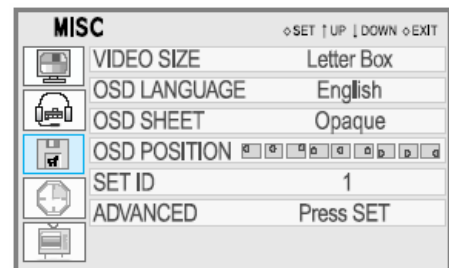 MISC ◇SET ↑UP ↓DOWN ◇EXIT
VIDEO SIZE Letter Box
OSD LANGUAGE English
OSD SHEET Opaque
OSD POSITION
SET ID 1
ADVANCED Press SET